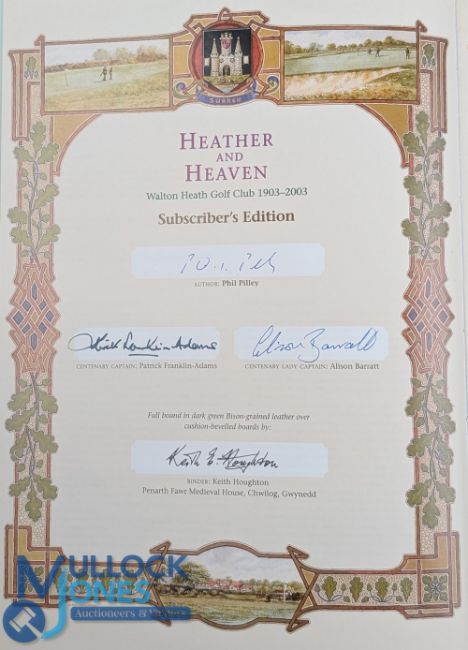 SURREY
HEATHER
AND
HEAVEN
Walton Heath Golf Club 1903–2003
Subscriber's Edition
AUTHOR: Phil Pilley
CENTENARY CAPTAIN: Patrick Franklin-Adams
CENTENARY LADY CAPTAIN: Alison Barratt
Alison Barratt
Full bound in dark green Bison-grained leather over
cushion-bevelled boards by:
Keith E. Houghton
BINDER: Keith Houghton
Penarth Fawr Medieval House, Chwilog, Gwynedd
MULLOCK
JONES
Auctioneers & Valuers